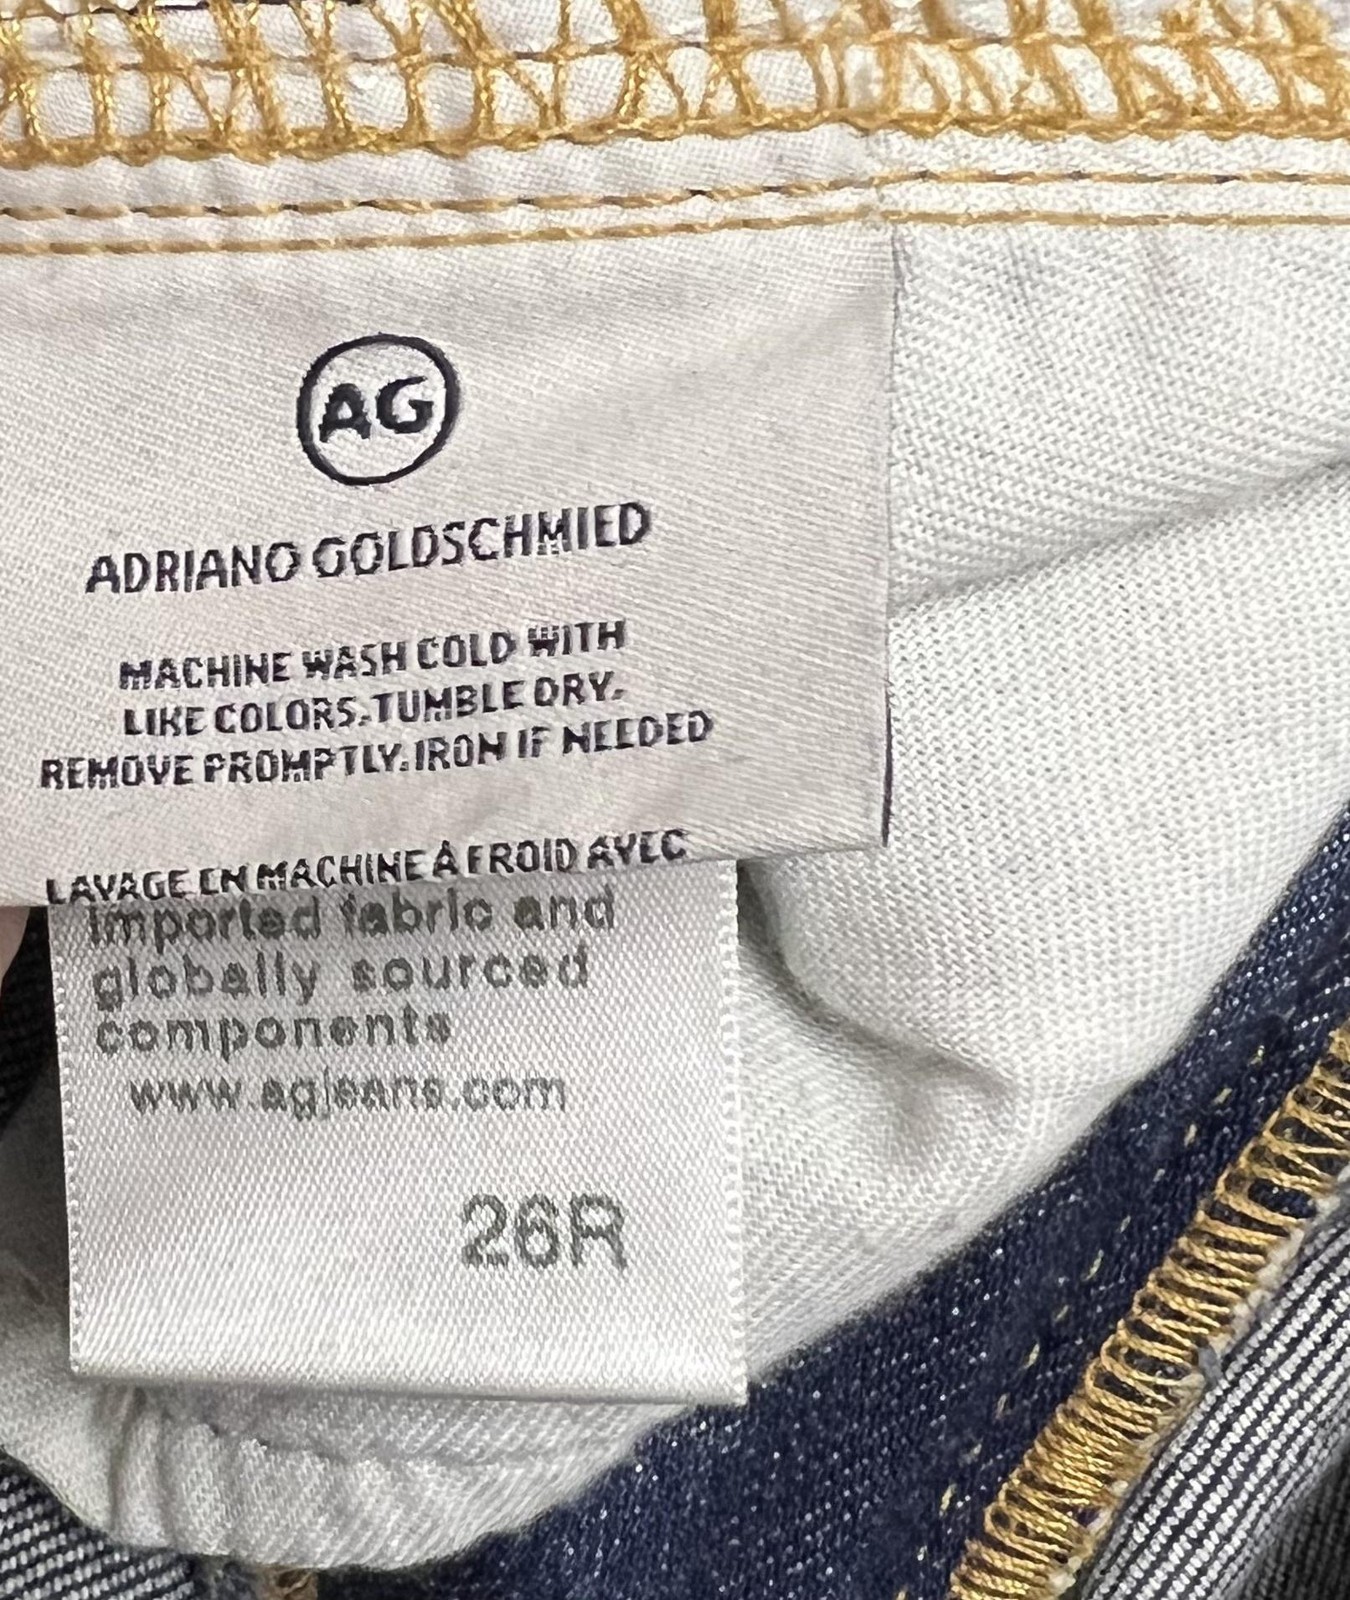 AG
ADRIANO GOLDSCHMIED
MACHINE WASH COLD WITH
LIKE COLORS. TUMBLE DRY.
REMOVE PROMPTLY. IRON IF NEEDED
LAVAGE EN MACHINE À FROID AVEC
imported fabric and
globally sourced
components
www.agjeans.com
26R